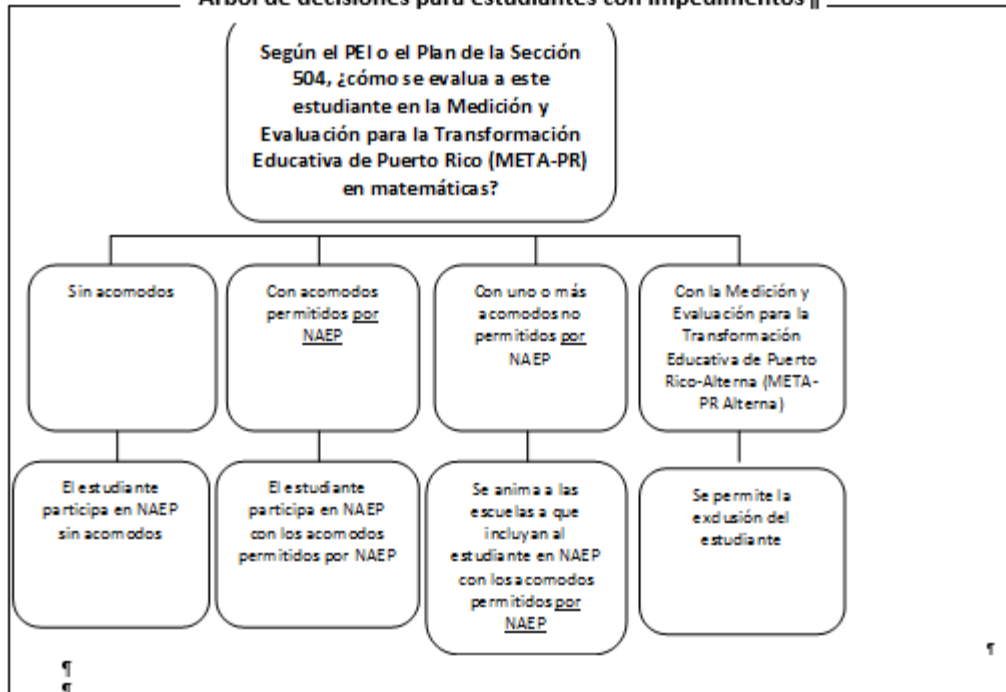 Árbol de decisiones para estudiantes con impedimentos¶
Según el PEI o el Plan de la Sección
504, ¿cómo se evalua a este
estudiante en la Medición y
Evaluación para la Transformación
Educativa de Puerto Rico (META-PR)
en matemáticas?
Sin acomodos
Con acomodos
permitidos por
NAEP
Con uno o más
acomodos no
permitidos por
NAEP
Con la Medición y
Evaluación para la
Transformación
Educativa de Puerto
Rico-Alterna (META-
PR Alterna)
El estudiante
participa en NAEP
sin acomodos
El estudiante
participa en NAEP
con los acomodos
permitidos por NAEP
Se anima a las
escuelas a que
incluyan al
estudiante en NAEP
con los acomodos
permitidos por
NAEP
Se permite la
exclusión del
estudiante
¶
¶
¶